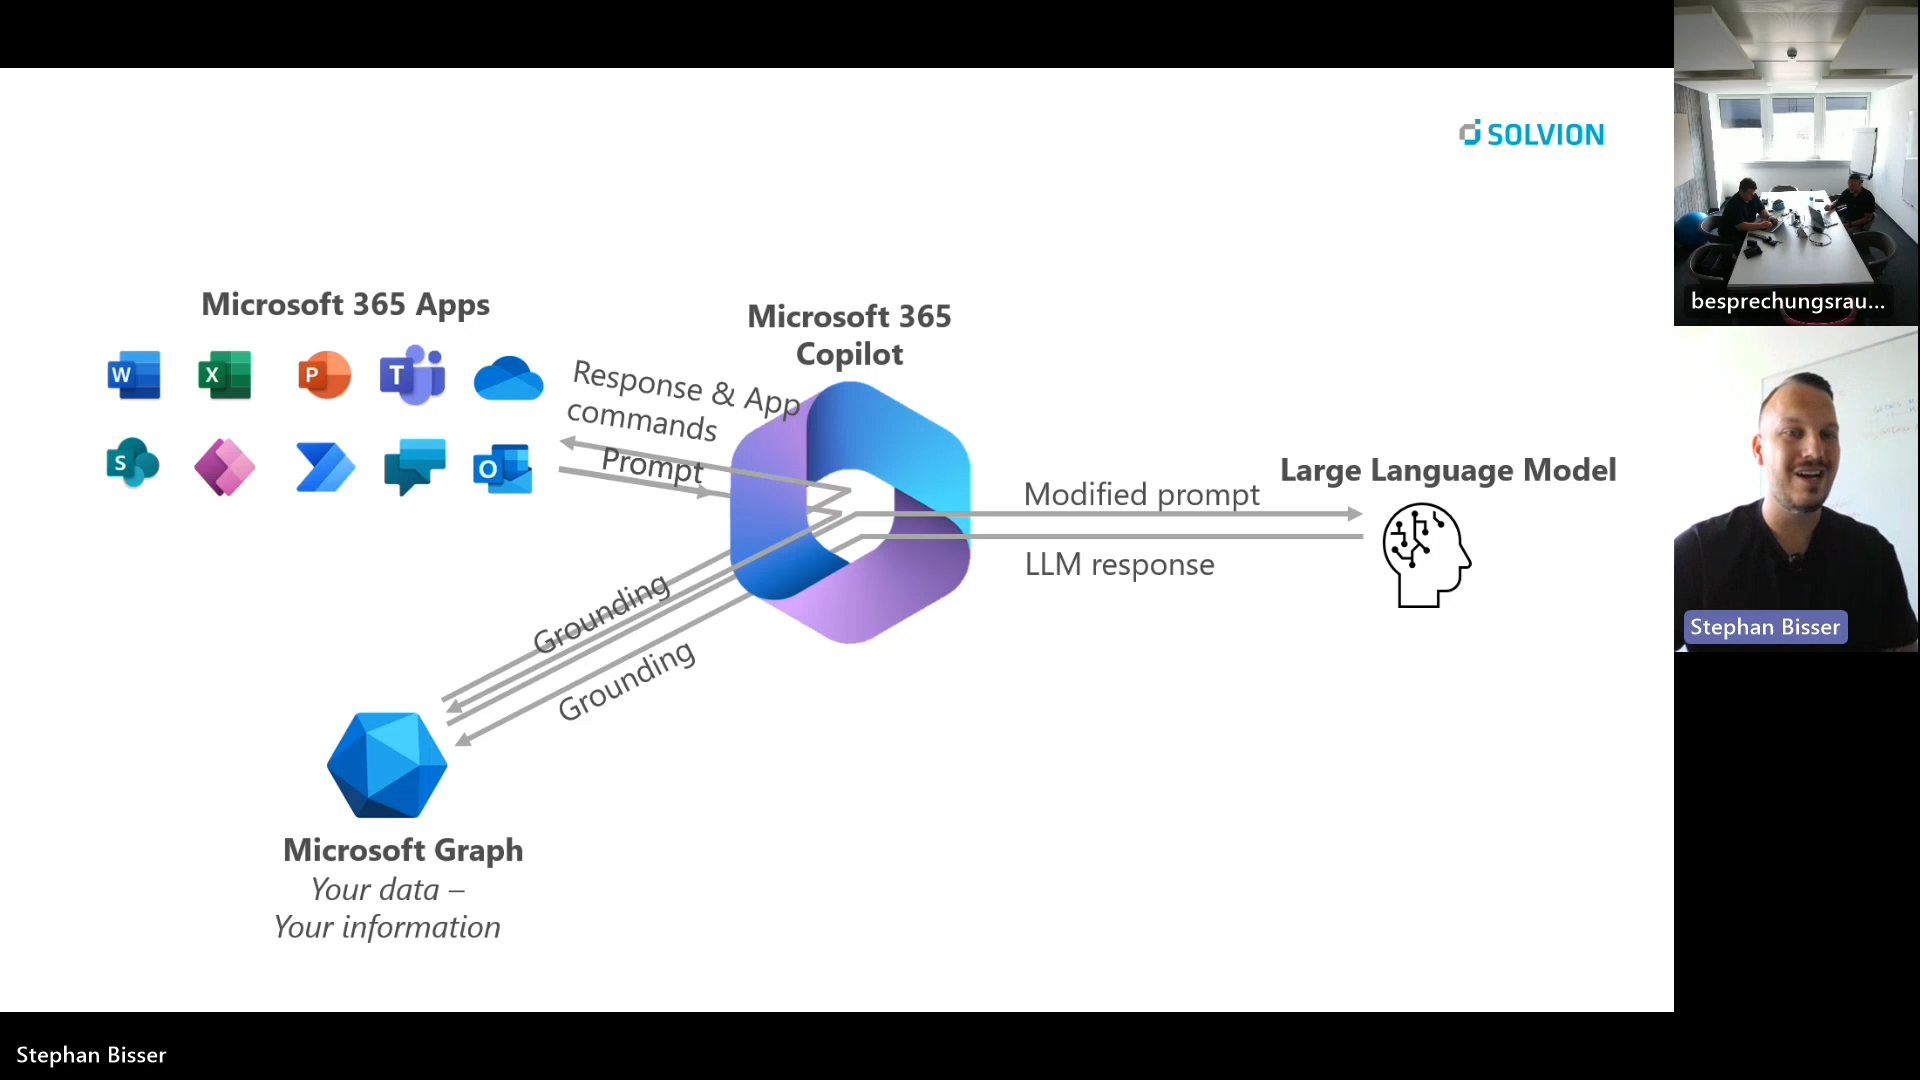 SOLVION
Microsoft 365 Apps
W
X
P
T
S
O
Microsoft 365
Copilot
Response & App
commands
Prompt
Modified prompt
LLM response
Large Language Model
Grounding
Grounding
Microsoft Graph
Your data –
Your information
besprechungsrau...
Stephan Bisser
Stephan Bisser